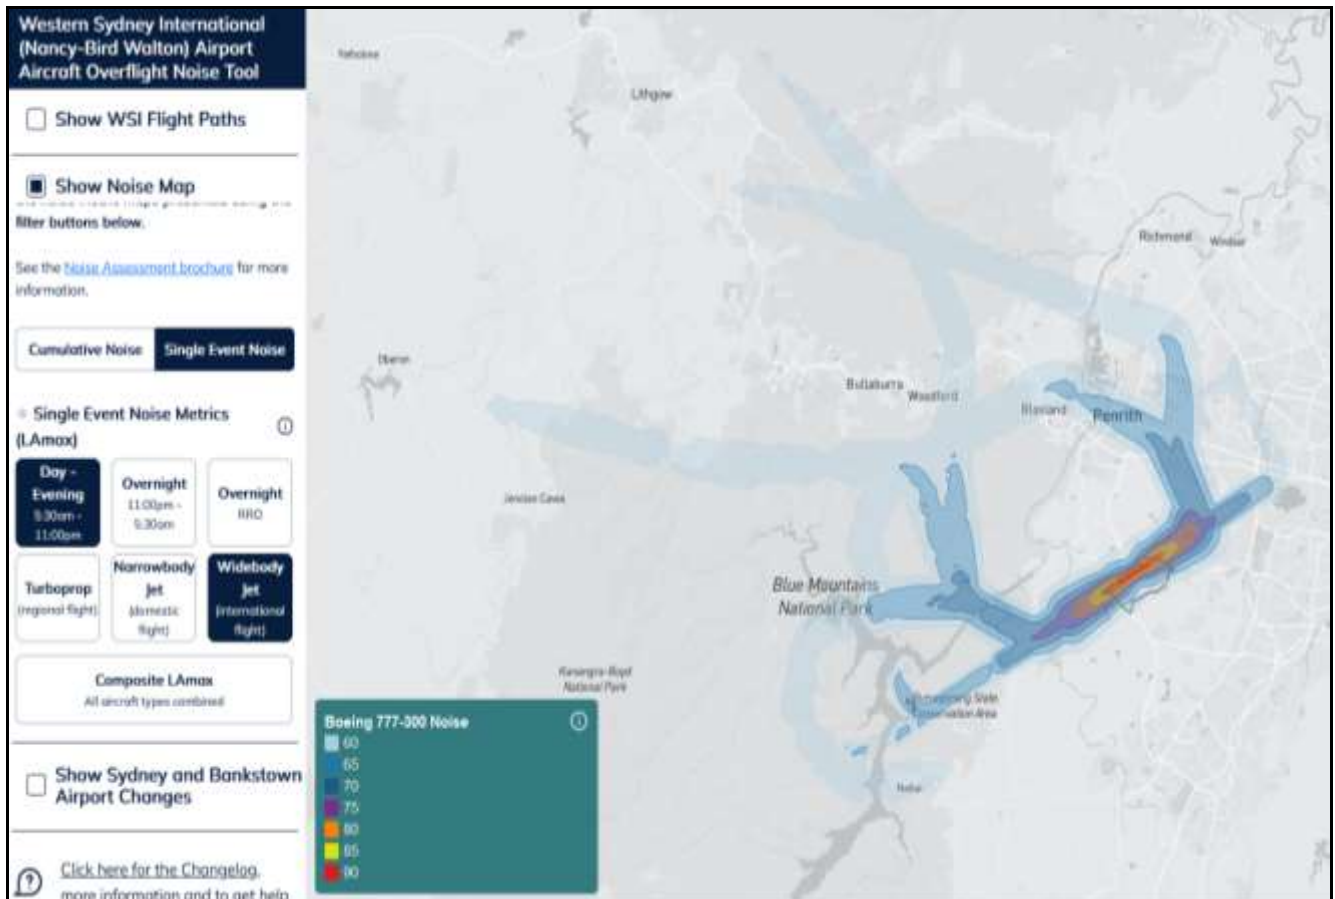 Western Sydney International
(Nancy-Bird Walton) Airport
Aircraft Overflight Noise Tool
Show WSI Flight Paths
Show Noise Map
filter buttons below.
See the Noise Assessment brochure for more
information.
Cumulative Noise
Single Event Noise
Single Event Noise Metrics
(LAmax)
Day -
Evening
5:30am -
11:00pm
Overnight
11:00pm -
5:30am
Overnight
RRO
Turboprop
(regional flight)
Narrowbody
Jet
(domestic
flight)
Widebody
Jet
(international
flight)
Composite LAmax
All aircraft types combined
Show Sydney and Bankstown
Airport Changes
Click here for the Changelog,
more information and to get help
Lithgow
Richmond
Windsor
Oberon
Bullaburra
Woodford
Blaxland
Penrith
Jenolan Caves
Blue Mountains
National Park
Kanangra-Boyd
National Park
State
Conservation Area
Nattai
Boeing 777-300 Noise
60
65
70
75
80
85
90